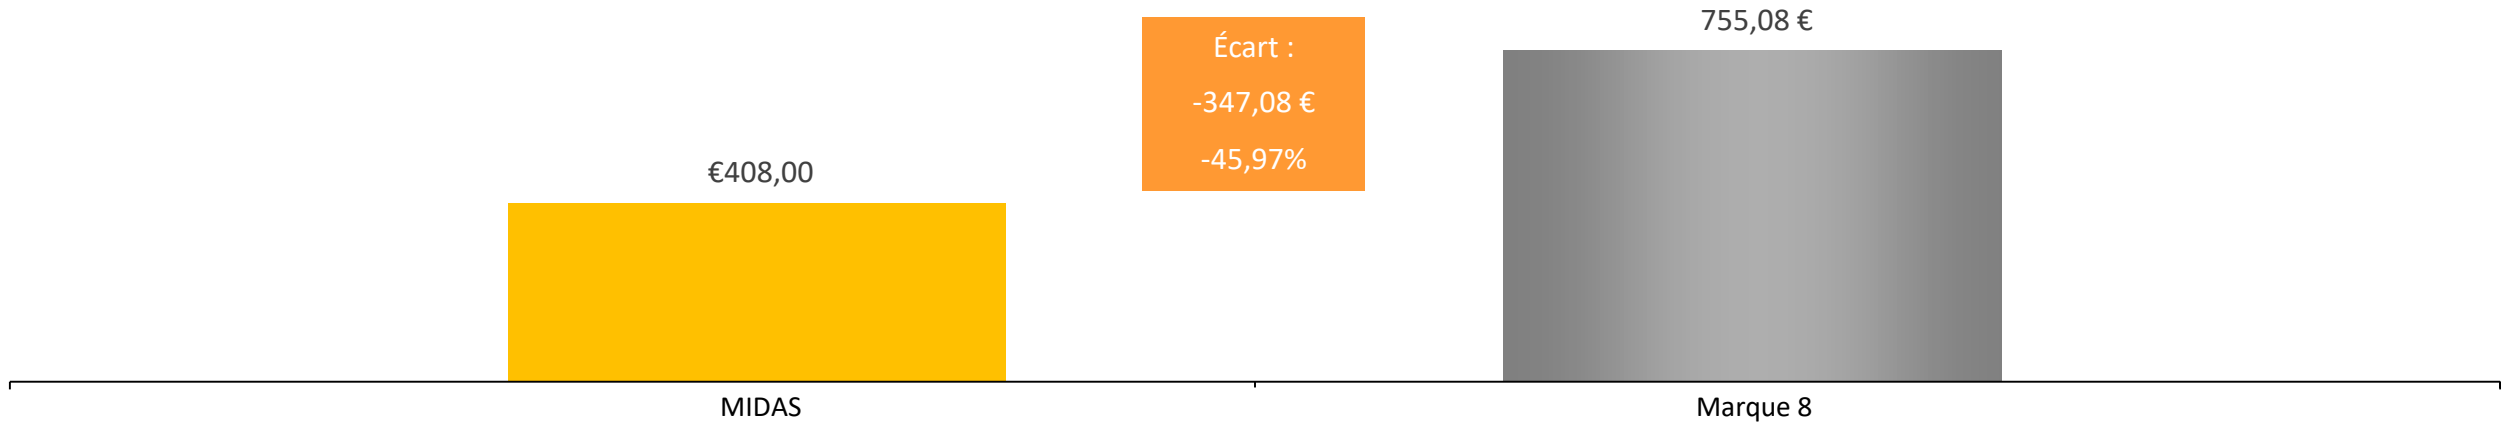 755,08 €
Écart :
-347,08 €
-45,97%
€408,00
MIDAS
Marque 8